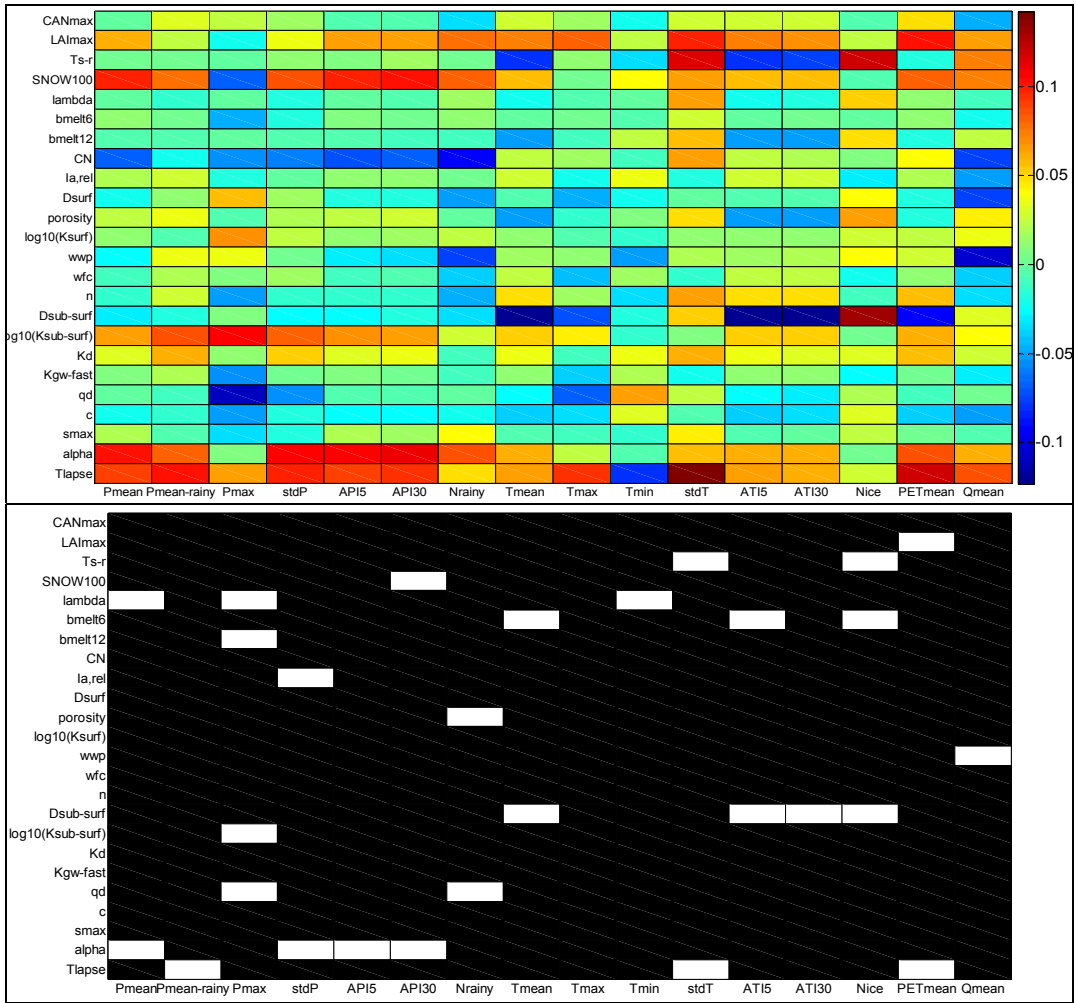 CANmax
LAImax
Ts-r
SNOW100
lambda
bmelt6
bmelt12
CN
Ia,rel
Dsurf
porosity
log10(Ksurf)
wwp
wfc
n
Dsub-surf
og10(Ksub-surf)
Kd
Kgw-fast
qd
c
smax
alpha
Tlapse
Pmean Pmean-rainy Pmax stdP API5 API30 Nrainy Tmean Tmax Tmin stdT ATI5 ATI30 Nice PETmean Qmean
0.1
0.05
0
-0.05
-0.1
CANmax
LAImax
Ts-r
SNOW100
lambda
bmelt6
bmelt12
CN
Ia,rel
Dsurf
porosity
log10(Ksurf)
wwp
wfc
n
Dsub-surf
log10(Ksub-surf)
Kd
Kgw-fast
qd
c
smax
alpha
Tlapse
Pmean Pmean-rainy Pmax stdP API5 API30 Nrainy Tmean Tmax Tmin stdT ATI5 ATI30 Nice PETmean Qmean